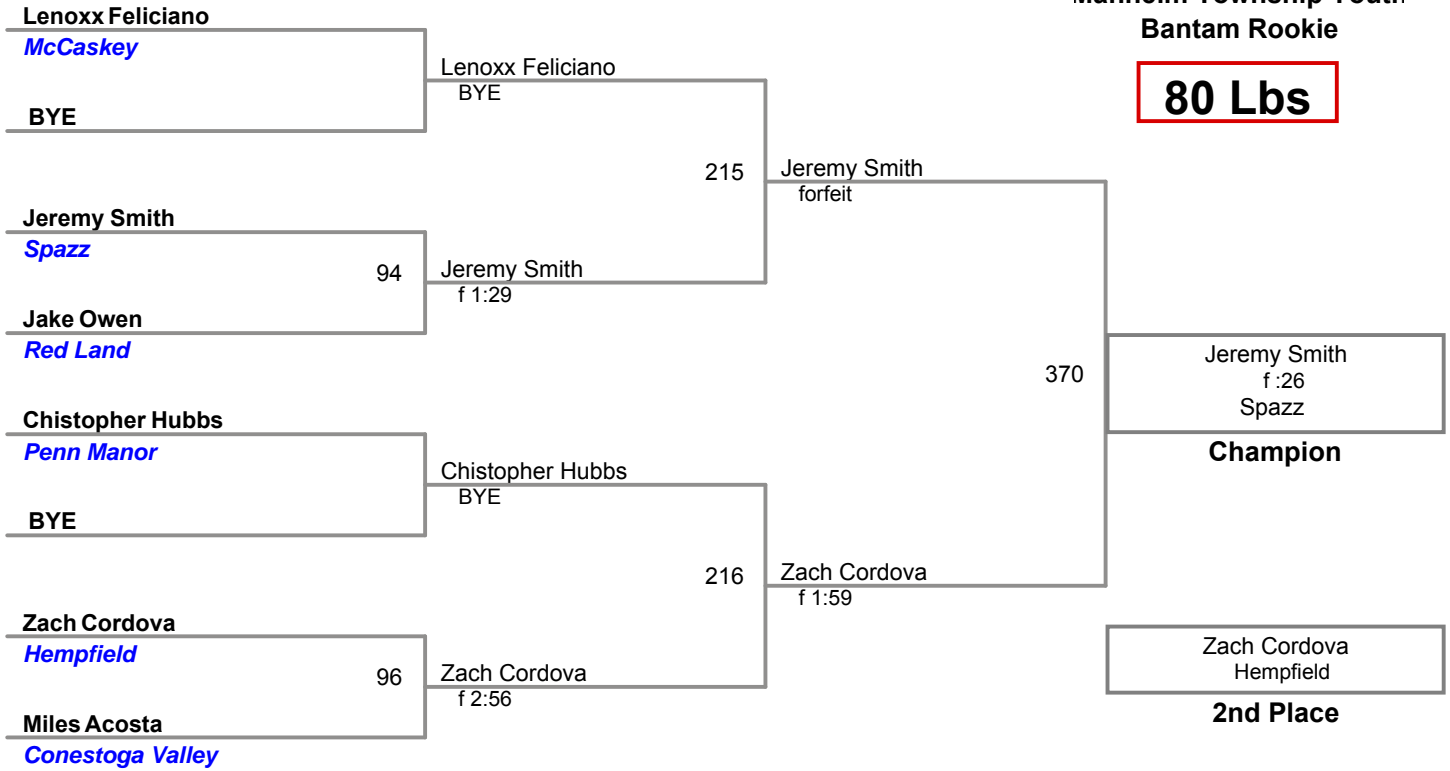 Manheim Township Youth
Bantam Rookie
80 Lbs
Lenoxx Feliciano
McCaskey
BYE
Lenoxx Feliciano
BYE
Jeremy Smith
Spazz
Jake Owen
Red Land
94
Jeremy Smith
f 1:29
215
Jeremy Smith
forfeit
Chistopher Hubbs
Penn Manor
BYE
Chistopher Hubbs
BYE
Zach Cordova
Hempfield
Miles Acosta
Conestoga Valley
96
Zach Cordova
f 2:56
216
Zach Cordova
f 1:59
370
Jeremy Smith
f :26
Spazz
Champion
Zach Cordova
Hempfield
2nd Place